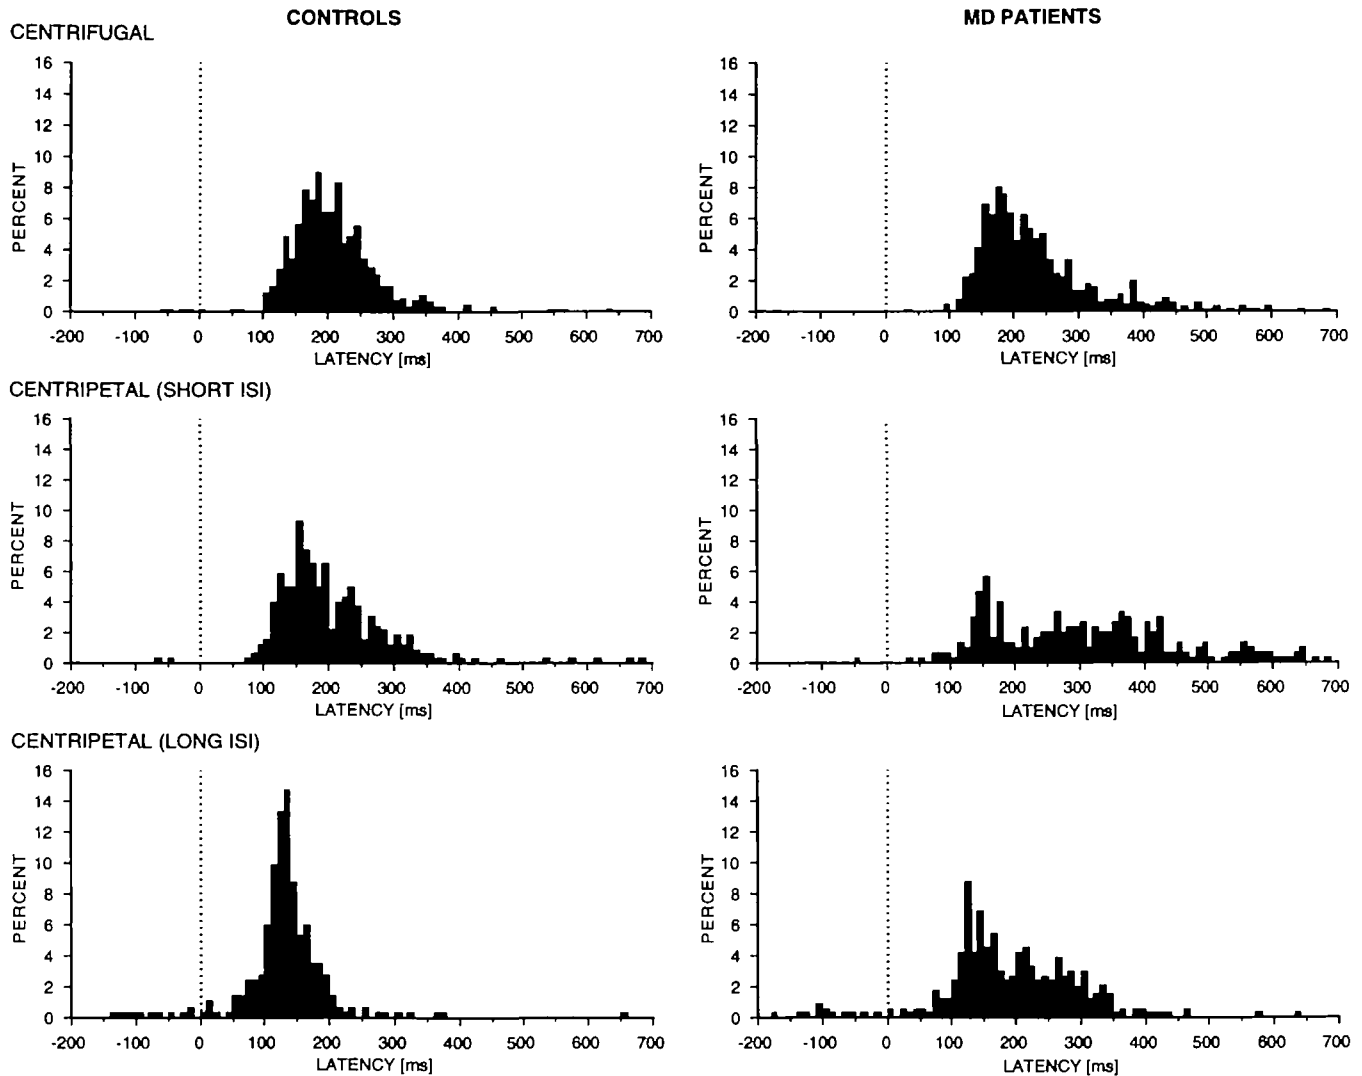 CONTROLS
MD PATIENTS
CENTRIFUGAL
16
14
12
10
8
6
4
2
0
PERCENT
-200 -100 0 100 200 300 400 500 600 700
LATENCY [ms]
16
14
12
10
8
6
4
2
0
PERCENT
-200 -100 0 100 200 300 400 500 600 700
LATENCY [ms]
CENTRIPETAL (SHORT ISI)
16
14
12
10
8
6
4
2
0
PERCENT
-200 -100 0 100 200 300 400 500 600 700
LATENCY [ms]
16
14
12
10
8
6
4
2
0
PERCENT
-200 -100 0 100 200 300 400 500 600 700
LATENCY [ms]
CENTRIPETAL (LONG ISI)
16
14
12
10
8
6
4
2
0
PERCENT
-200 -100 0 100 200 300 400 500 600 700
LATENCY [ms]
16
14
12
10
8
6
4
2
0
PERCENT
-200 -100 0 100 200 300 400 500 600 700
LATENCY [ms]